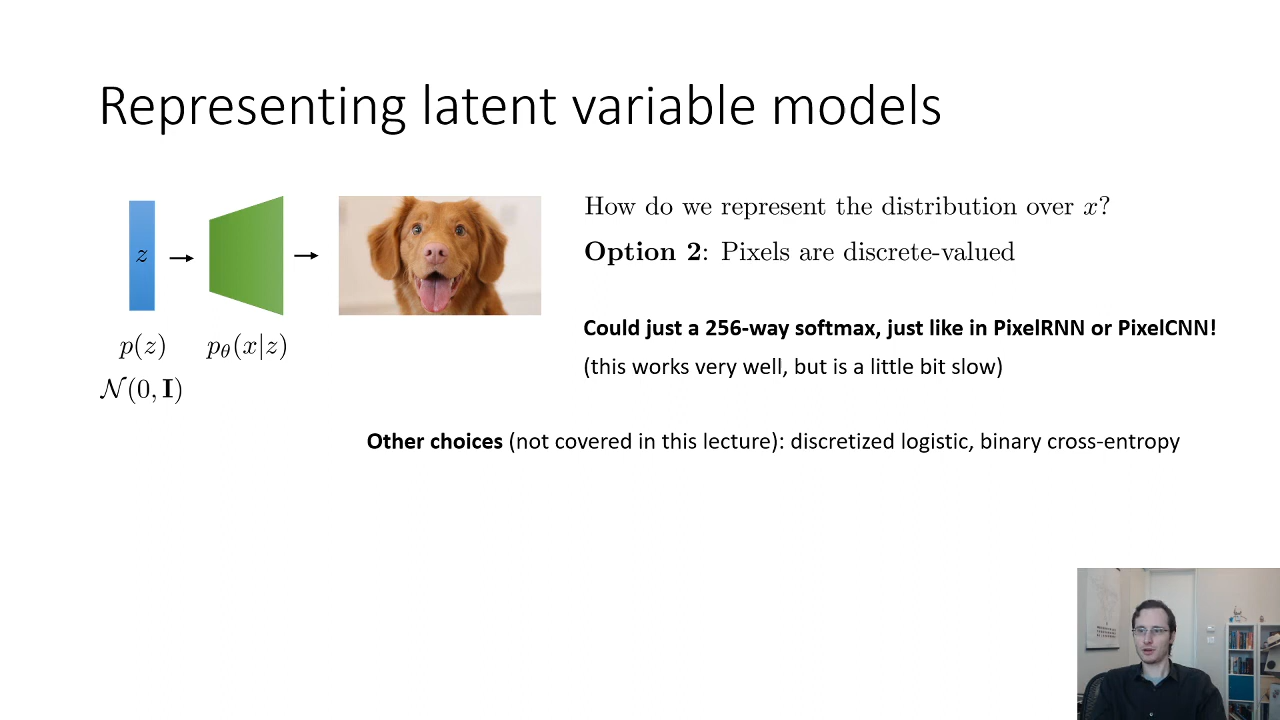 Representing latent variable models
How do we represent the distribution over x?
Option 2: Pixels are discrete-valued
z
Could just a 256-way softmax, just like in PixelRNN or PixelCNN!
p(z) pθ(x|z)
(this works very well, but is a little bit slow)
𝒩(0, I)
Other choices (not covered in this lecture): discretized logistic, binary cross-entropy